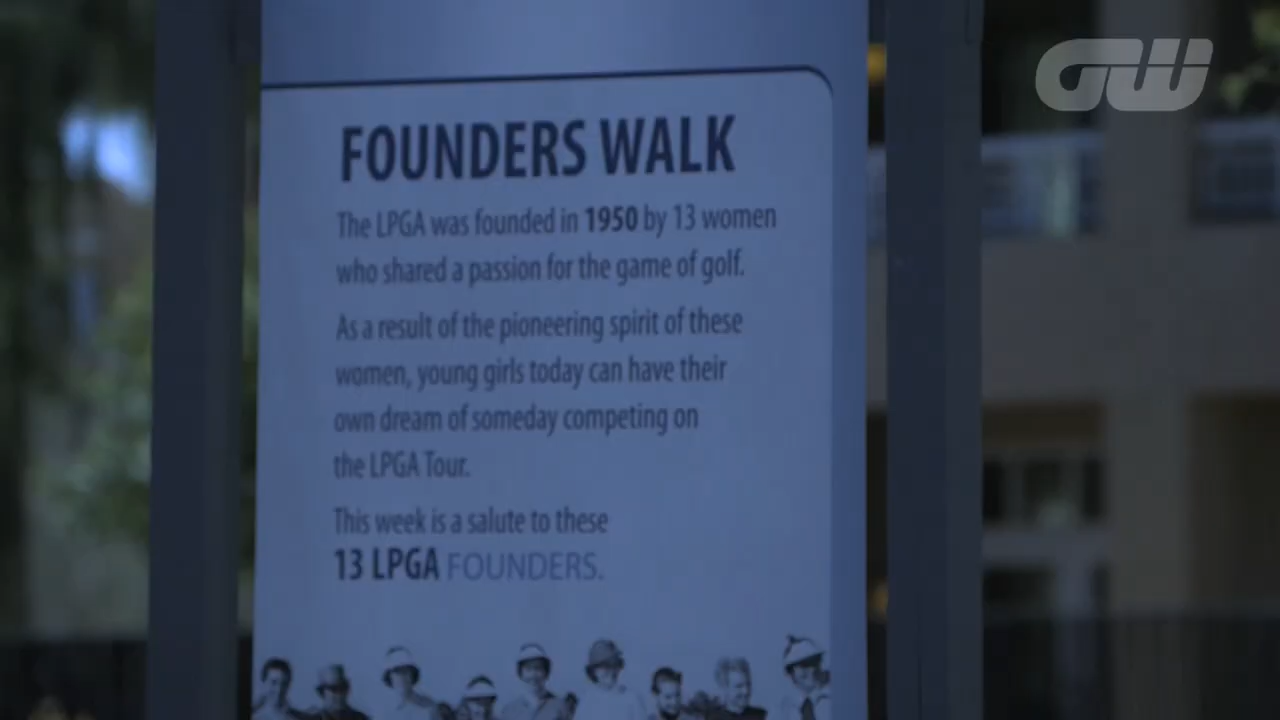 GW
FOUNDERS WALK
The LPGA was founded in 1950 by 13 women
who shared a passion for the game of golf.
As a result of the pioneering spirit of these
women, young girls today can have their
own dream of someday competing on
the LPGA Tour.
This week is a salute to these
13 LPGA FOUNDERS.